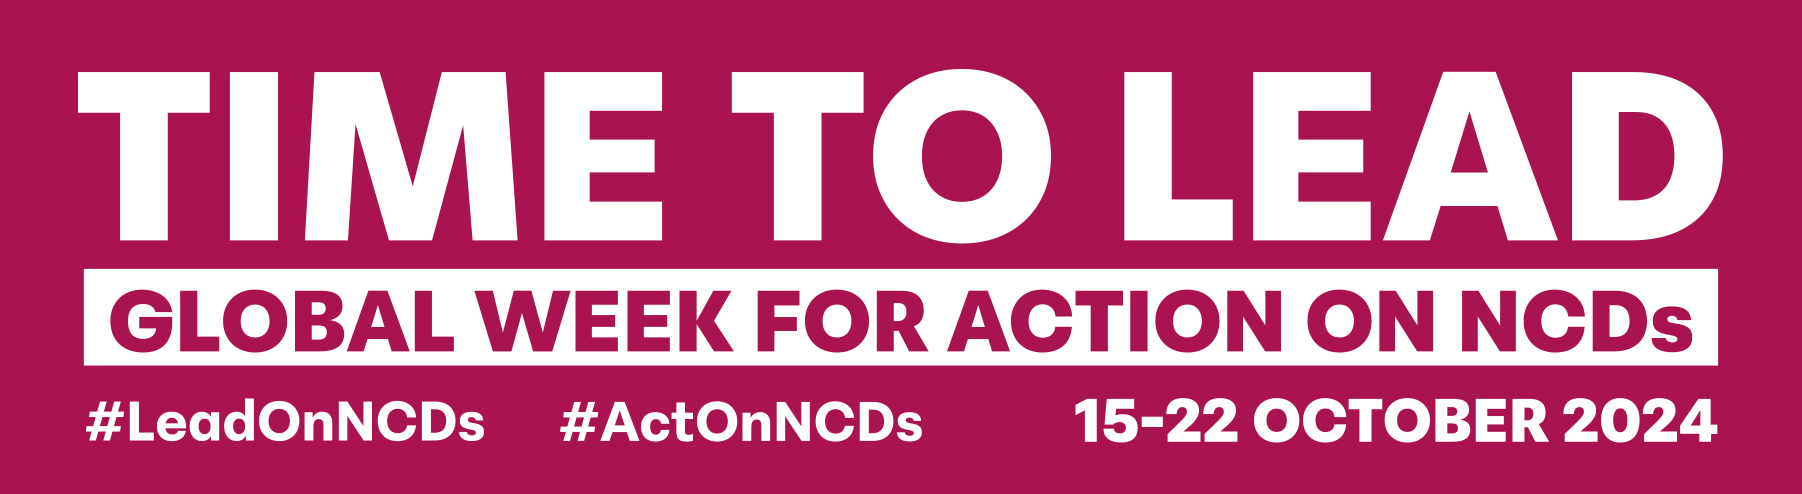 TIME TO LEAD
GLOBAL WEEK FOR ACTION ON NCDs
#LeadOnNCDs #ActOnNCDs 15-22 OCTOBER 2024